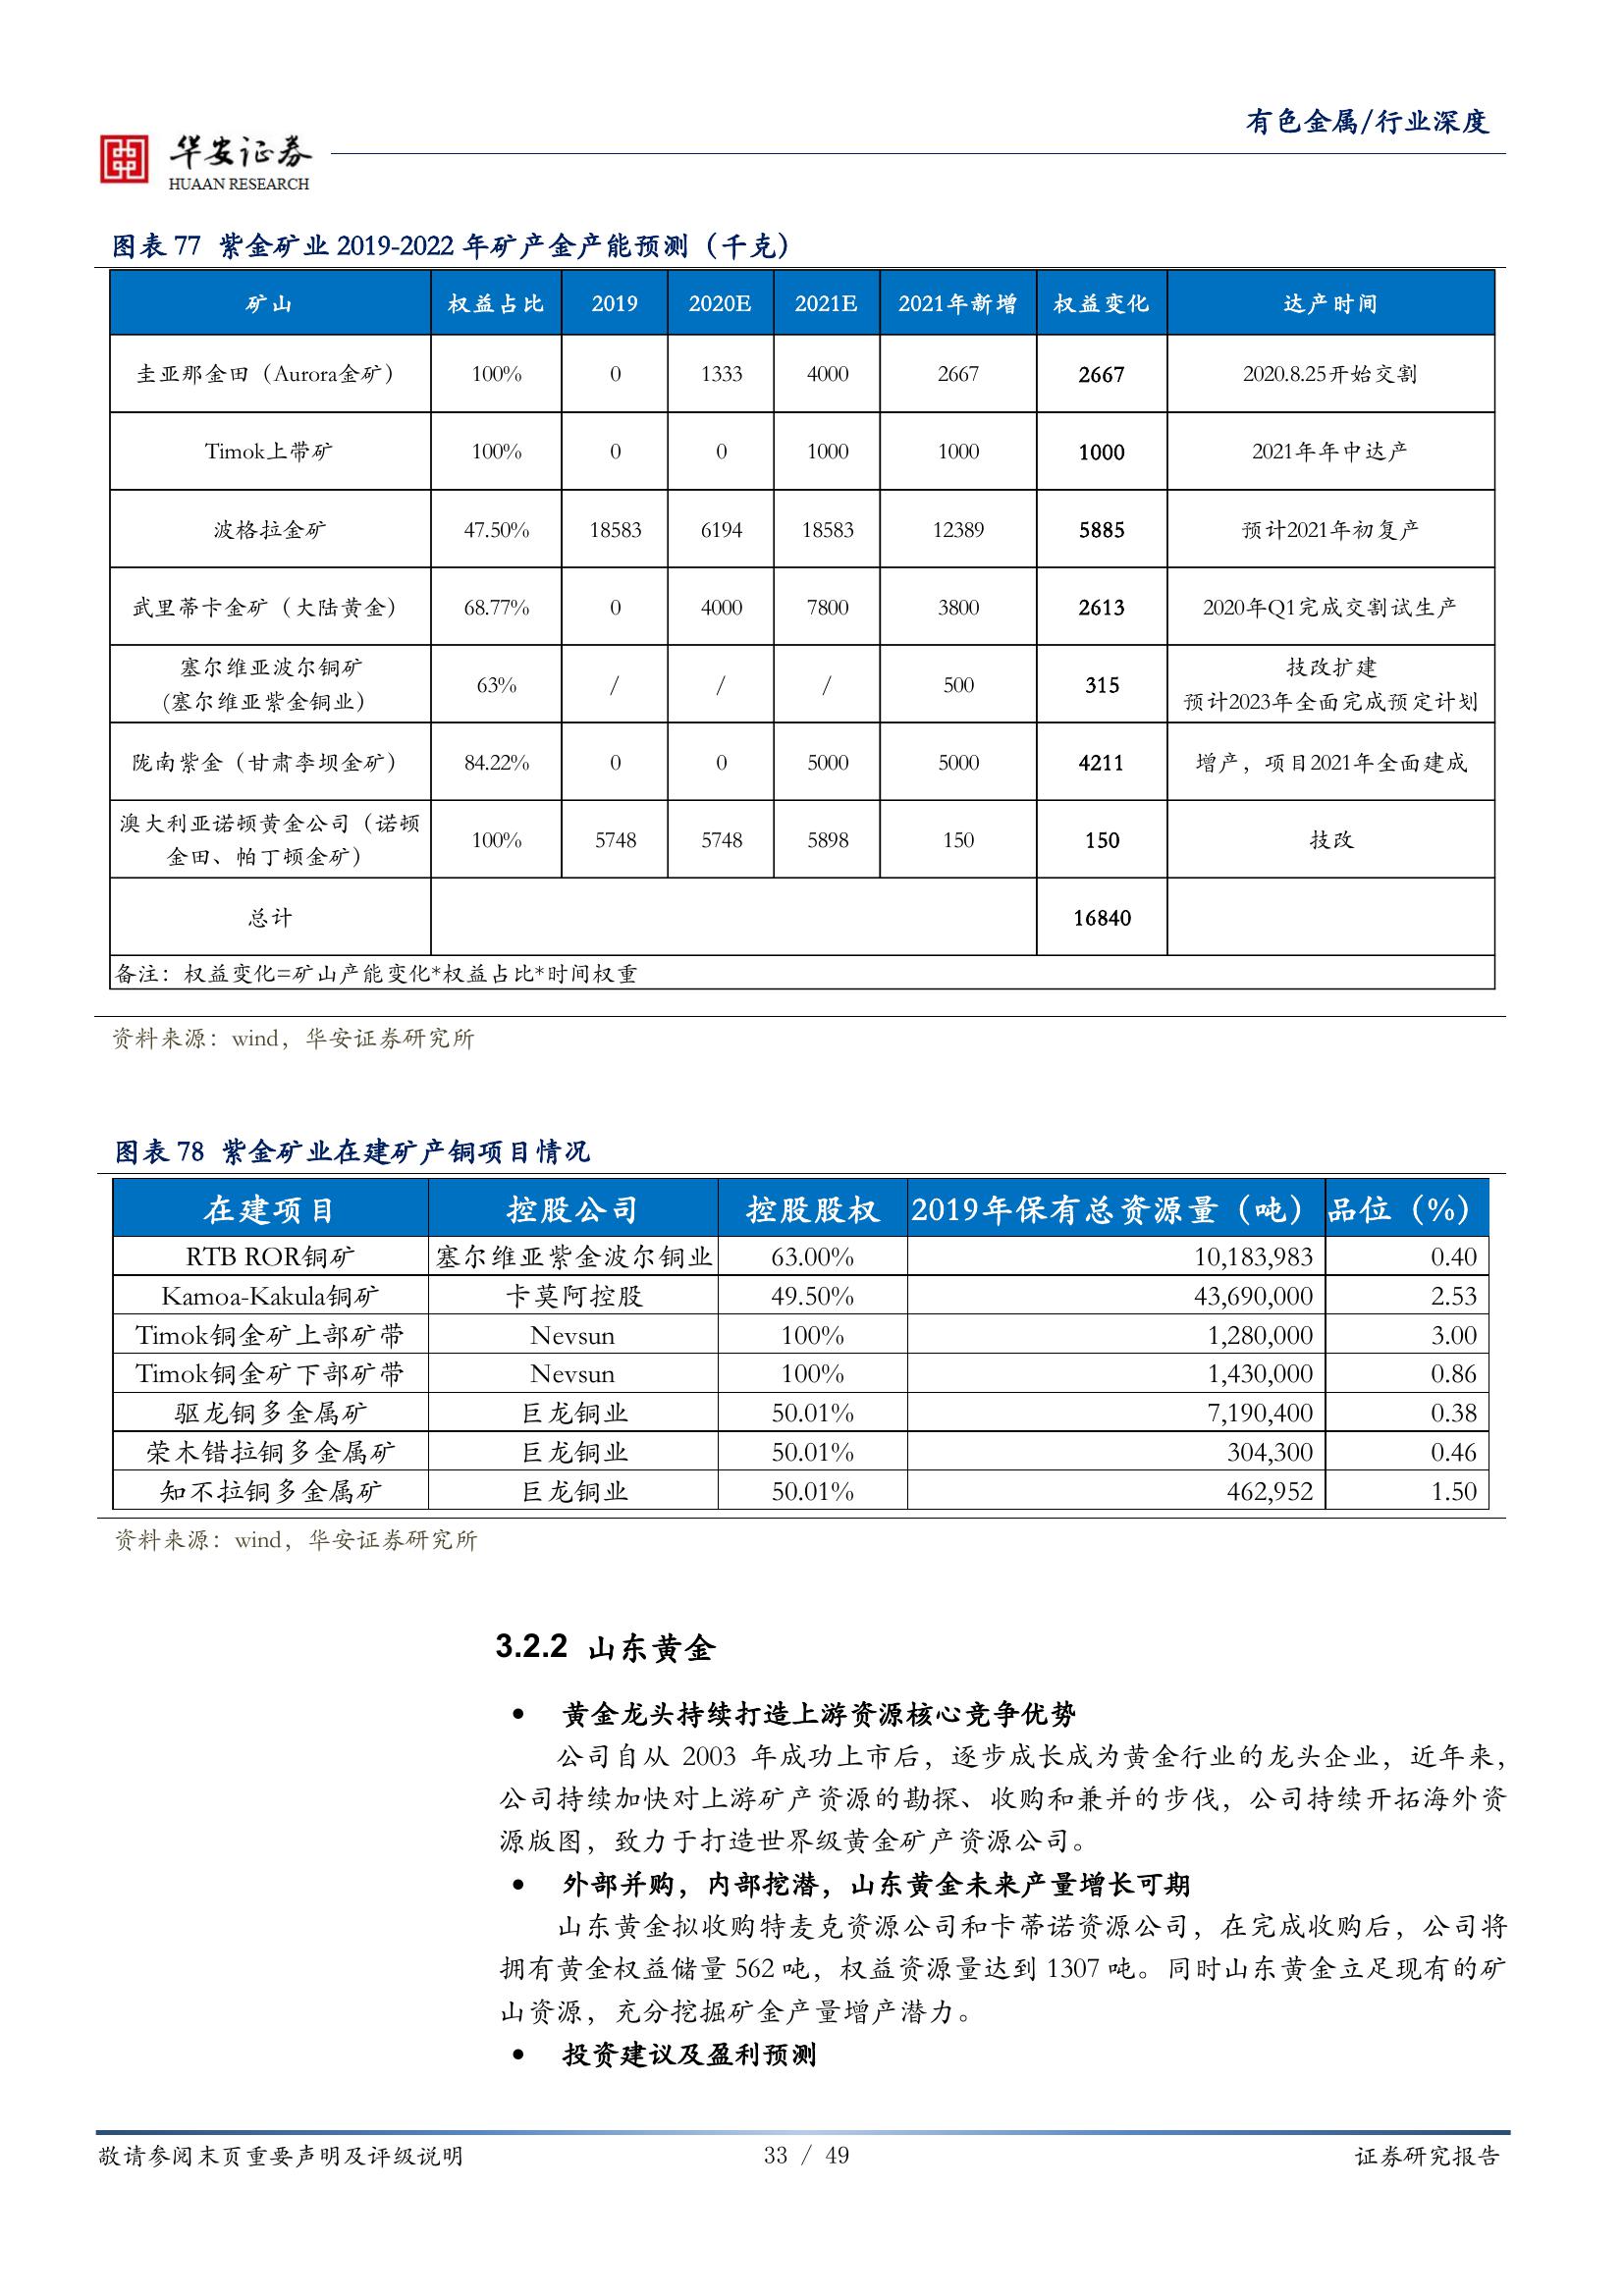 有色金属/行业深度
华安证券
HUAAN RESEARCH
图表 77 紫金矿业 2019-2022 年矿产金产能预测（千克）
矿山 权益占比 2019 2020E 2021E 2021年新增 权益变化 达产时间
圭亚那金田（Aurora金矿） 100% 0 1333 4000 2667 2667 2020.8.25开始交割
Timok上带矿 100% 0 0 1000 1000 1000 2021年年中达产
波格拉金矿 47.50% 18583 6194 18583 12389 5885 预计2021年初复产
武里蒂卡金矿（大陆黄金） 68.77% 0 4000 7800 3800 2613 2020年Q1完成交割试生产
塞尔维亚波尔铜矿
(塞尔维亚紫金铜业） 63% / / / 500 315 技改扩建
预计2023年全面完成预定计划
陇南紫金（甘肃李坝金矿） 84.22% 0 0 5000 5000 4211 增产，项目2021年全面建成
澳大利亚诺顿黄金公司（诺顿
金田、帕丁顿金矿） 100% 5748 5748 5898 150 150 技改
总计 16840
备注：权益变化=矿山产能变化*权益占比*时间权重
资料来源：wind，华安证券研究所
图表 78 紫金矿业在建矿产铜项目情况
在建项目 控股公司 控股股权 2019年保有总资源量（吨） 品位（%）
RTB ROR铜矿 塞尔维亚紫金波尔铜业 63.00% 10,183,983 0.40
Kamoa-Kakula铜矿 卡莫阿控股 49.50% 43,690,000 2.53
Timok铜金矿上部矿带 Nevsun 100% 1,280,000 3.00
Timok铜金矿下部矿带 Nevsun 100% 1,430,000 0.86
驱龙铜多金属矿 巨龙铜业 50.01% 7,190,400 0.38
荣木错拉铜多金属矿 巨龙铜业 50.01% 304,300 0.46
知不拉铜多金属矿 巨龙铜业 50.01% 462,952 1.50
资料来源：wind，华安证券研究所
3.2.2 山东黄金
• 黄金龙头持续打造上游资源核心竞争优势
公司自从 2003 年成功上市后，逐步成长成为黄金行业的龙头企业，近年来，
公司持续加快对上游矿产资源的勘探、收购和兼并的步伐，公司持续开拓海外资
源版图，致力于打造世界级黄金矿产资源公司。
• 外部并购，内部挖潜，山东黄金未来产量增长可期
山东黄金拟收购特麦克资源公司和卡蒂诺资源公司，在完成收购后，公司将
拥有黄金权益储量 562 吨，权益资源量达到 1307 吨。同时山东黄金立足现有的矿
山资源，充分挖掘矿金产量增产潜力。
• 投资建议及盈利预测
敬请参阅末页重要声明及评级说明 33 / 49 证券研究报告